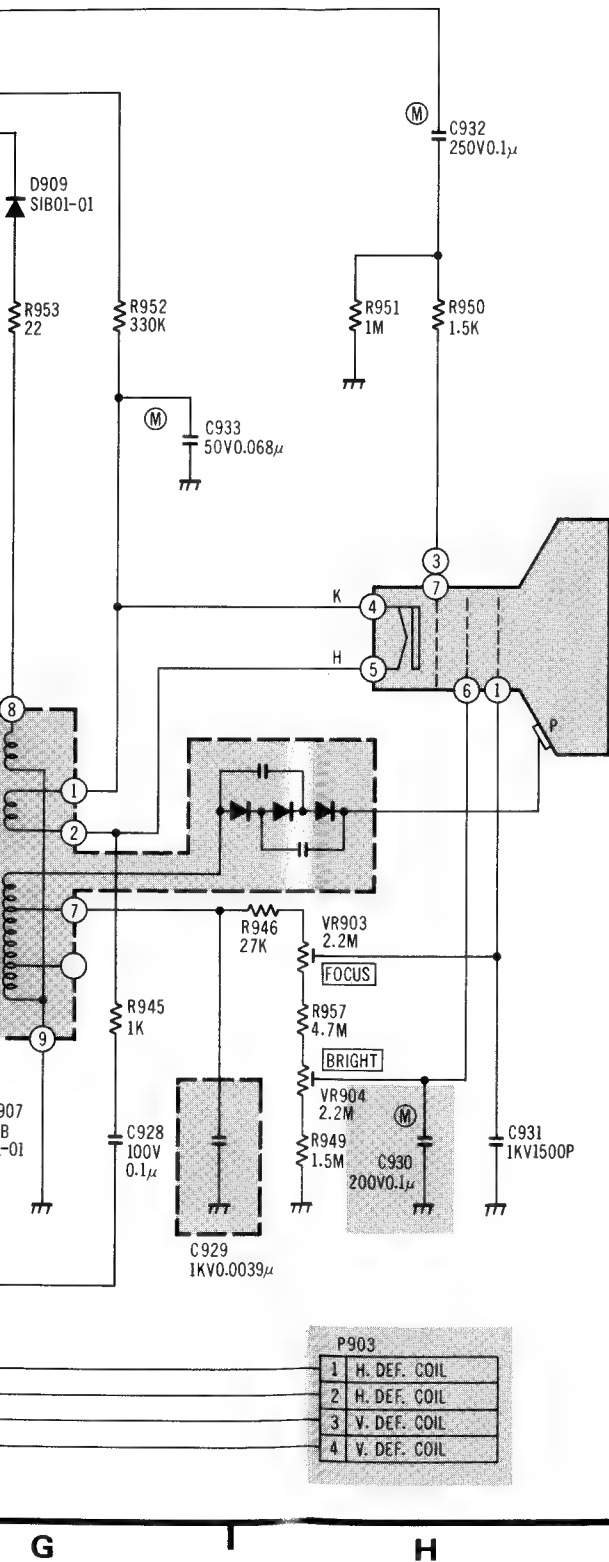 M
C932
250V0.1μ
D909
SIB01-01
R953
22
R952
330K
R951
1M
R950
1.5K
M
C933
50V0.068μ
3
7
K
4
H
5
6
1
P
8
1
2
7
R946
27K
VR903
2.2M
FOCUS
R945
1K
R957
4.7M
9
BRIGHT
VR904
2.2M
907
B
-01
C928
100V
0.1μ
R949
1.5M
M
C930
200V0.1μ
C931
1KV1500P
C929
1KV0.0039μ
P903
1 H. DEF. COIL
2 H. DEF. COIL
3 V. DEF. COIL
4 V. DEF. COIL
G
H